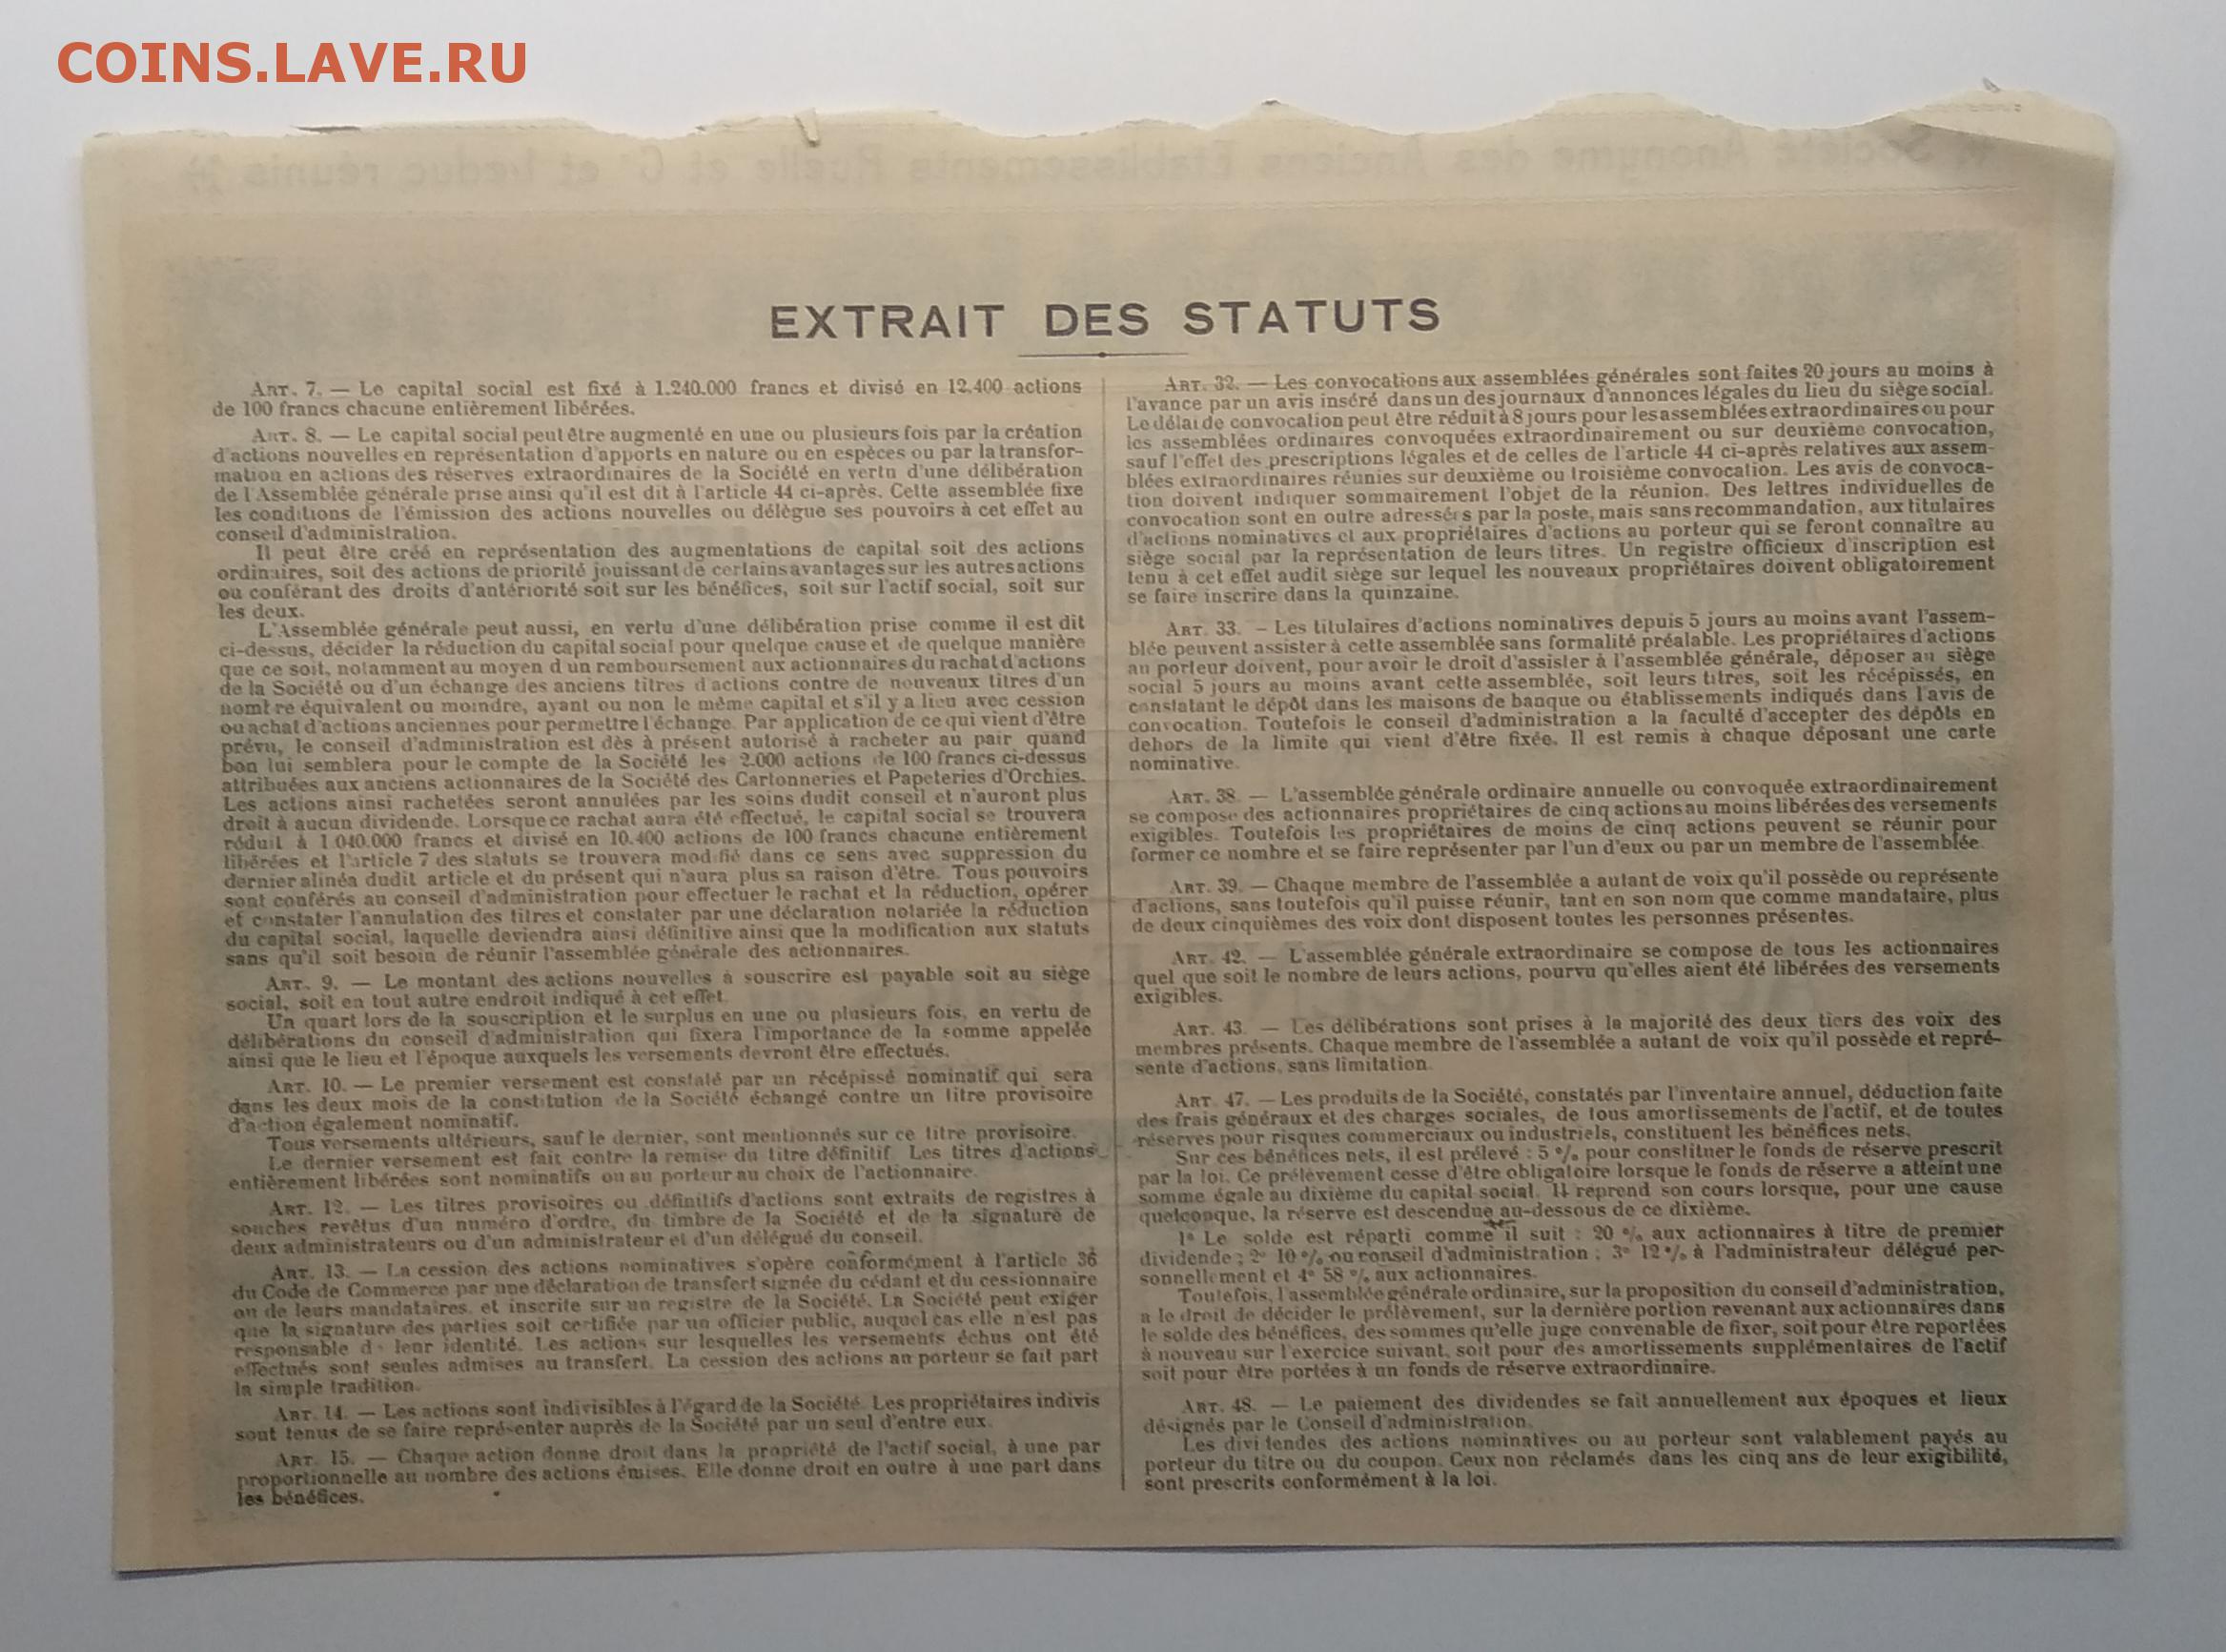 COINS.LAVE.RU
Société Anonyme des Anciens Etablissements Ruelle et Cie et Leduc réunis
EXTRAIT DES STATUTS
ART. 7. — Le capital social est fixé à 1.240.000 francs et divisé en 12.400 actions
de 100 francs chacune entièrement libérées.
ART. 8. — Le capital social peut être augmenté en une ou plusieurs fois par la création
d'actions nouvelles en représentation d'apports en nature ou en espèces ou par la transfor-
mation en actions des réserves extraordinaires de la Société en vertu d'une délibération
de l'Assemblée générale prise ainsi qu'il est dit à l'article 44 ci-après. Cette assemblée fixe
les conditions de l'émission des actions nouvelles ou délègue ses pouvoirs à cet effet au
conseil d'administration.
Il peut être créé en représentation des augmentations de capital soit des actions
ordinaires, soit des actions de priorité jouissant de certains avantages sur les autres actions
ou conférant des droits d'antériorité soit sur les bénéfices, soit sur l'actif social, soit sur
les deux.
L'Assemblée générale peut aussi, en vertu d'une délibération prise comme il est dit
ci-dessus, décider la réduction du capital social pour quelque cause et de quelque manière
que ce soit, notamment au moyen d'un remboursement aux actionnaires du rachat d'actions
de la Société ou d'un échange des anciens titres d'actions contre de nouveaux titres d'un
nombre équivalent ou moindre, ayant ou non le même capital et s'il y a lieu avec cession
ou achat d'actions anciennes pour permettre l'échange. Par application de ce qui vient d'être
prévu, le conseil d'administration est dès à présent autorisé à racheter au pair quand
bon lui semblera pour le compte de la Société les 2.000 actions de 100 francs ci-dessus
attribuées aux anciens actionnaires de la Société des Cartonneries et Papeteries d'Orchies.
Les actions ainsi rachetées seront annulées par les soins dudit conseil et n'auront plus
droit à aucun dividende. Lorsque ce rachat aura été effectué, le capital social se trouvera
réduit à 1.040.000 francs et divisé en 10.400 actions de 100 francs chacune entièrement
libérées et l'article 7 des statuts se trouvera modifié dans ce sens avec suppression du
dernier alinéa dudit article et du présent qui n'aura plus sa raison d'être. Tous pouvoirs
sont conférés au conseil d'administration pour effectuer le rachat et la réduction, opérer
et constater l'annulation des titres et constater par une déclaration notariée la réduction
du capital social, laquelle deviendra ainsi définitive ainsi que la modification aux statuts
sans qu'il soit besoin de réunir l'assemblée générale des actionnaires.
ART. 9. — Le montant des actions nouvelles à souscrire est payable soit au siège
social, soit en tout autre endroit indiqué à cet effet.
Un quart lors de la souscription et le surplus en une ou plusieurs fois, en vertu de
délibérations du conseil d'administration qui fixera l'importance de la somme appelée
ainsi que le lieu et l'époque auxquels les versements devront être effectués.
ART. 10. — Le premier versement est constaté par un récépissé nominatif qui sera
dans les deux mois de la constitution de la Société échangé contre un titre provisoire
d'action également nominatif.
Tous versements ultérieurs, sauf le dernier, sont mentionnés sur ce titre provisoire.
Le dernier versement est fait contre la remise du titre définitif. Les titres d'actions
entièrement libérées sont nominatifs ou au porteur au choix de l'actionnaire.
ART. 12. — Les titres provisoires ou définitifs d'actions sont extraits de registres à
souches revêtus d'un numéro d'ordre, du timbre de la Société et de la signature de
deux administrateurs ou d'un administrateur et d'un délégué du conseil.
ART. 13. — La cession des actions nominatives s'opère conformément à l'article 36
du Code de Commerce par une déclaration de transfert signée du cédant et du cessionnaire
ou de leurs mandataires, et inscrite sur un registre de la Société. La Société peut exiger
que la signature des parties soit certifiée par un officier public, auquel cas elle n'est pas
responsable de leur identité. Les actions sur lesquelles les versements échus ont été
effectués sont seules admises au transfert. La cession des actions au porteur se fait part
la simple tradition.
ART. 14. — Les actions sont indivisibles à l'égard de la Société. Les propriétaires indivis
sont tenus de se faire représenter auprès de la Société par un seul d'entre eux.
ART. 15. — Chaque action donne droit dans la propriété de l'actif social, à une par
proportionnelle au nombre des actions émises. Elle donne droit en outre à une part dans
les bénéfices.
ART. 32. — Les convocations aux assemblées générales sont faites 20 jours au moins à
l'avance par un avis inséré dans un des journaux d'annonces légales du lieu du siège social.
Le délai de convocation peut être réduit à 8 jours pour les assemblées extraordinaires ou pour
les assemblées ordinaires convoquées extraordinairement ou sur deuxième convocation,
sauf l'effet des prescriptions légales et de celles de l'article 44 ci-après relatives aux assem-
blées extraordinaires réunies sur deuxième ou troisième convocation. Les avis de convoca-
tion doivent indiquer sommairement l'objet de la réunion. Des lettres individuelles de
convocation sont en outre adressées par la poste, mais sans recommandation, aux titulaires
d'actions nominatives et aux propriétaires d'actions au porteur qui se feront connaître au
siège social par la représentation de leurs titres. Un registre officieux d'inscription est
tenu à cet effet audit siège sur lequel les nouveaux propriétaires doivent obligatoirement
se faire inscrire dans la quinzaine.
ART. 33. – Les titulaires d'actions nominatives depuis 5 jours au moins avant l'assem-
blée peuvent assister à cette assemblée sans formalité préalable. Les propriétaires d'actions
au porteur doivent, pour avoir le droit d'assister à l'assemblée générale, déposer au siège
social 5 jours au moins avant cette assemblée, soit leurs titres, soit les récépissés, en
constatant le dépôt dans les maisons de banque ou établissements indiqués dans l'avis de
convocation. Toutefois le conseil d'administration a la faculté d'accepter des dépôts en
dehors de la limite qui vient d'être fixée. Il est remis à chaque déposant une carte
nominative.
ART. 38. — L'assemblée générale ordinaire annuelle ou convoquée extraordinairement
se compose des actionnaires propriétaires de cinq actions au moins libérées des versements
exigibles. Toutefois les propriétaires de moins de cinq actions peuvent se réunir pour
former ce nombre et se faire représenter par l'un d'eux ou par un membre de l'assemblée.
ART. 39. — Chaque membre de l'assemblée a autant de voix qu'il possède ou représente
d'actions, sans toutefois qu'il puisse réunir, tant en son nom que comme mandataire, plus
de deux cinquièmes des voix dont disposent toutes les personnes présentes.
ART. 42. — L'assemblée générale extraordinaire se compose de tous les actionnaires
quel que soit le nombre de leurs actions, pourvu qu'elles aient été libérées des versements
exigibles.
ART. 43. — Les délibérations sont prises à la majorité des deux tiers des voix des
membres présents. Chaque membre de l'assemblée a autant de voix qu'il possède et repré-
sente d'actions, sans limitation.
ART. 47. — Les produits de la Société, constatés par l'inventaire annuel, déduction faite
des frais généraux et des charges sociales, de tous amortissements de l'actif, et de toutes
réserves pour risques commerciaux ou industriels, constituent les bénéfices nets.
Sur ces bénéfices nets, il est prélevé : 5 % pour constituer le fonds de réserve prescrit
par la loi. Ce prélèvement cesse d'être obligatoire lorsque le fonds de réserve a atteint une
somme égale au dixième du capital social. Il reprend son cours lorsque, pour une cause
quelconque, la réserve est descendue au-dessous de ce dixième.
1° Le solde est réparti comme il suit : 20 % aux actionnaires à titre de premier
dividende ; 2° 10 % ou conseil d'administration ; 3° 12 % à l'administrateur délégué per-
sonnellement et 4° 58 % aux actionnaires.
Toutefois, l'assemblée générale ordinaire, sur la proposition du conseil d'administration,
a le droit de décider le prélèvement, sur la dernière portion revenant aux actionnaires dans
le solde des bénéfices, des sommes qu'elle juge convenable de fixer, soit pour être reportées
à nouveau sur l'exercice suivant, soit pour des amortissements supplémentaires de l'actif
soit pour être portées à un fonds de réserve extraordinaire.
ART. 48. — Le paiement des dividendes se fait annuellement aux époques et lieux
désignés par le Conseil d'administration.
Les dividendes des actions nominatives ou au porteur sont valablement payés au
porteur du titre ou du coupon. Ceux non réclamés dans les cinq ans de leur exigibilité,
sont prescrits conformément à la loi.